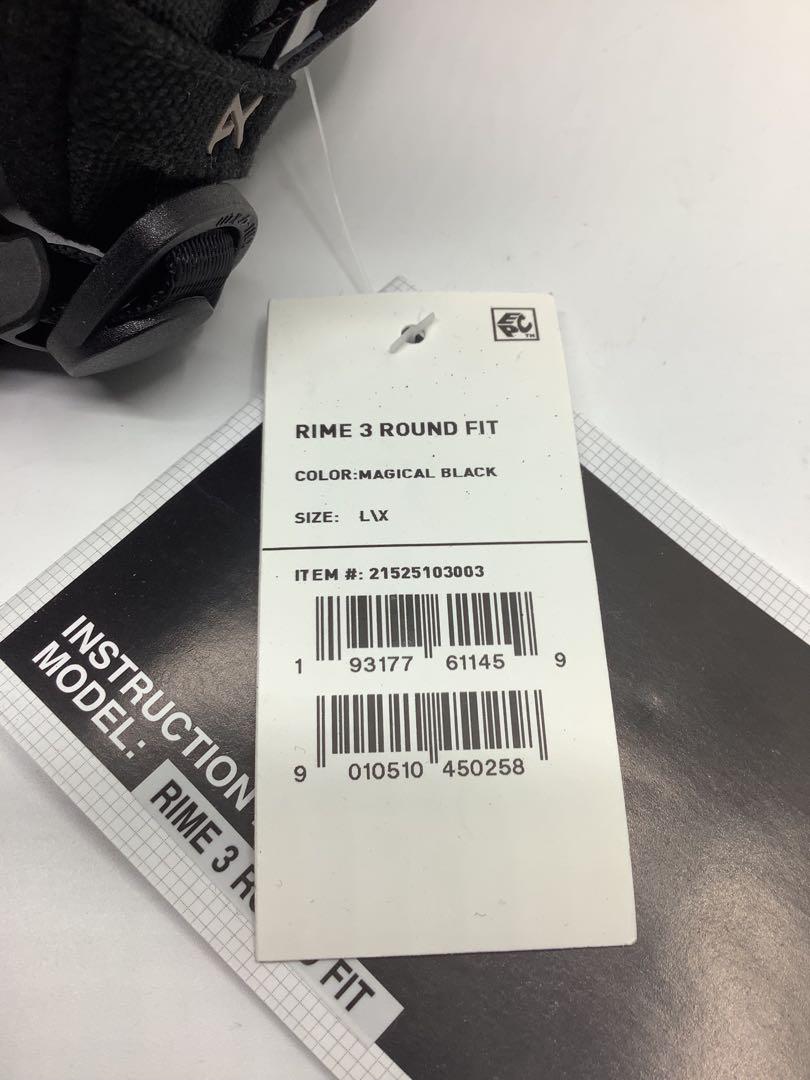 EPC™
RIME 3 ROUND FIT
COLOR:MAGICAL BLACK
SIZE: L\X
ITEM #: 21525103003
1 93177 61145 9
9 010510 450258
INSTRUCTION
MODEL:
RIME 3 FIT